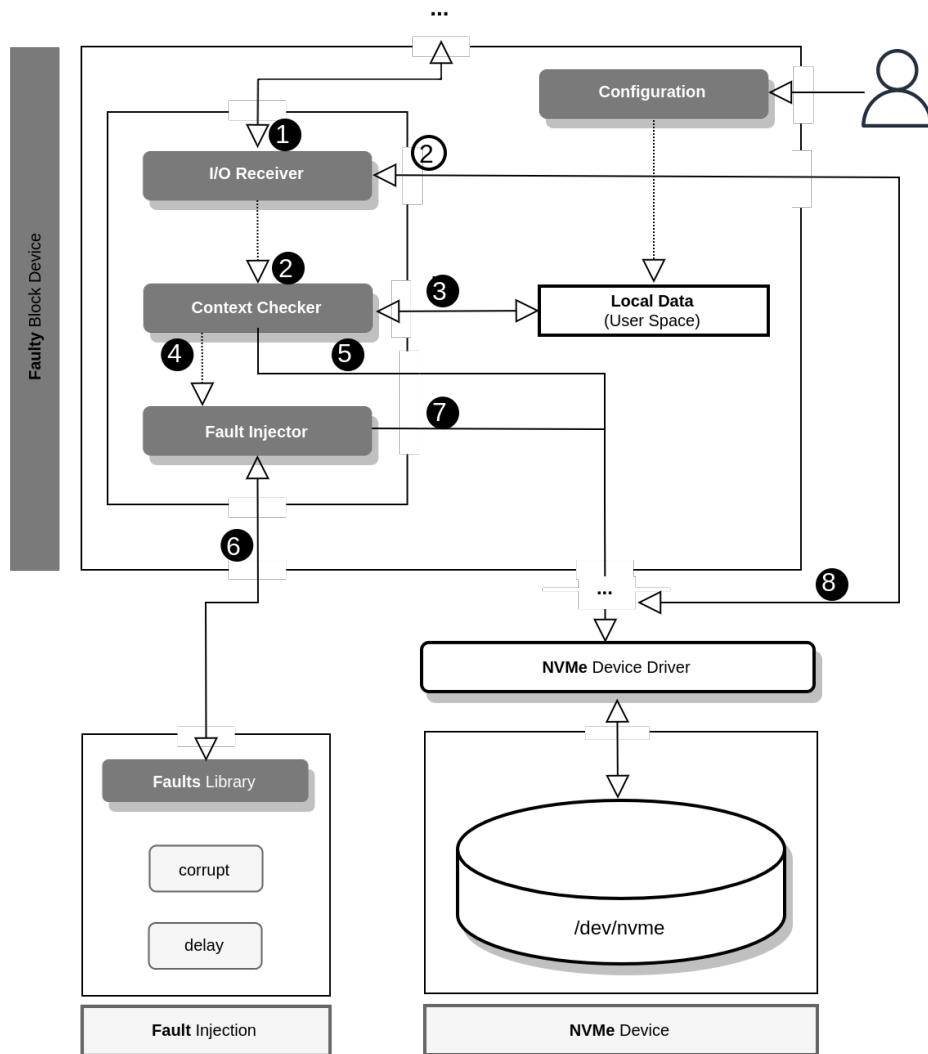 ...
Configuration
1
2
I/O Receiver
Faulty Block Device
2
3
Context Checker
Local Data
(User Space)
4
5
7
Fault Injector
6
8
...
NVMe Device Driver
Faults Library
corrupt
/dev/nvme
delay
Fault Injection
NVMe Device